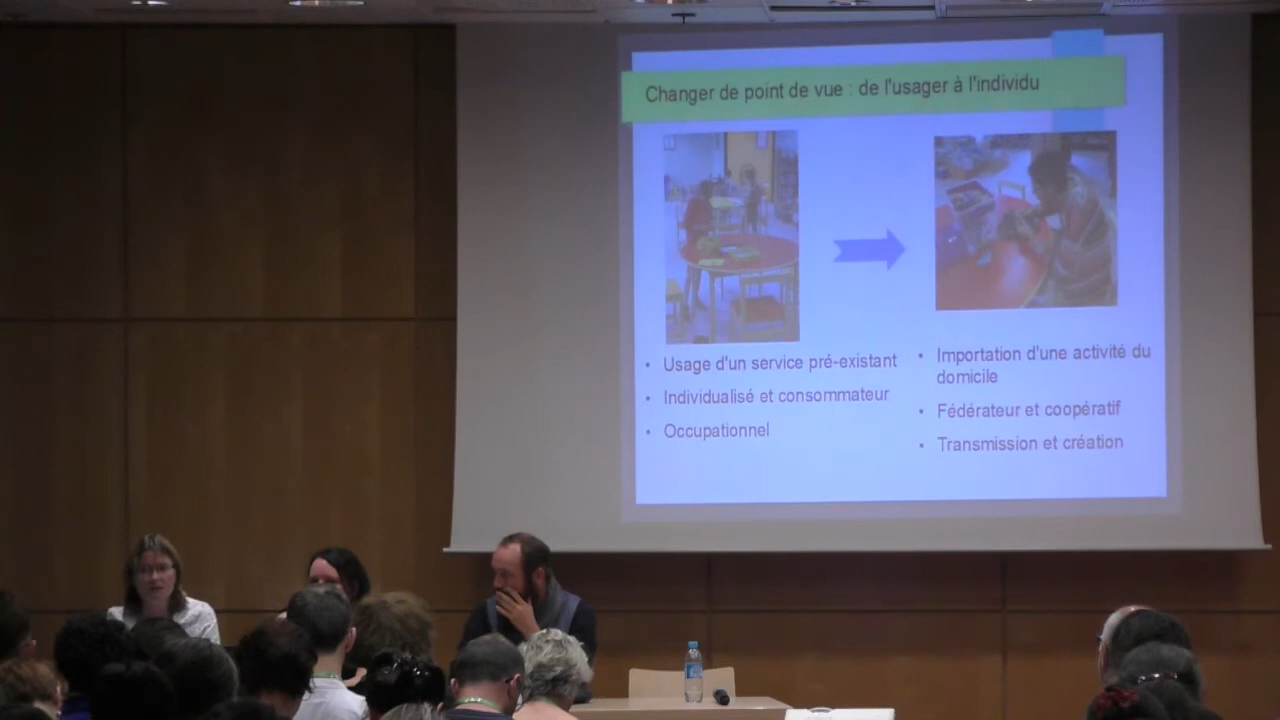 Changer de point de vue : de l'usager à l'individu
• Usage d'un service pré-existant
• Individualisé et consommateur
• Occupationnel
• Importation d'une activité du
domicile
• Fédérateur et coopératif
• Transmission et création